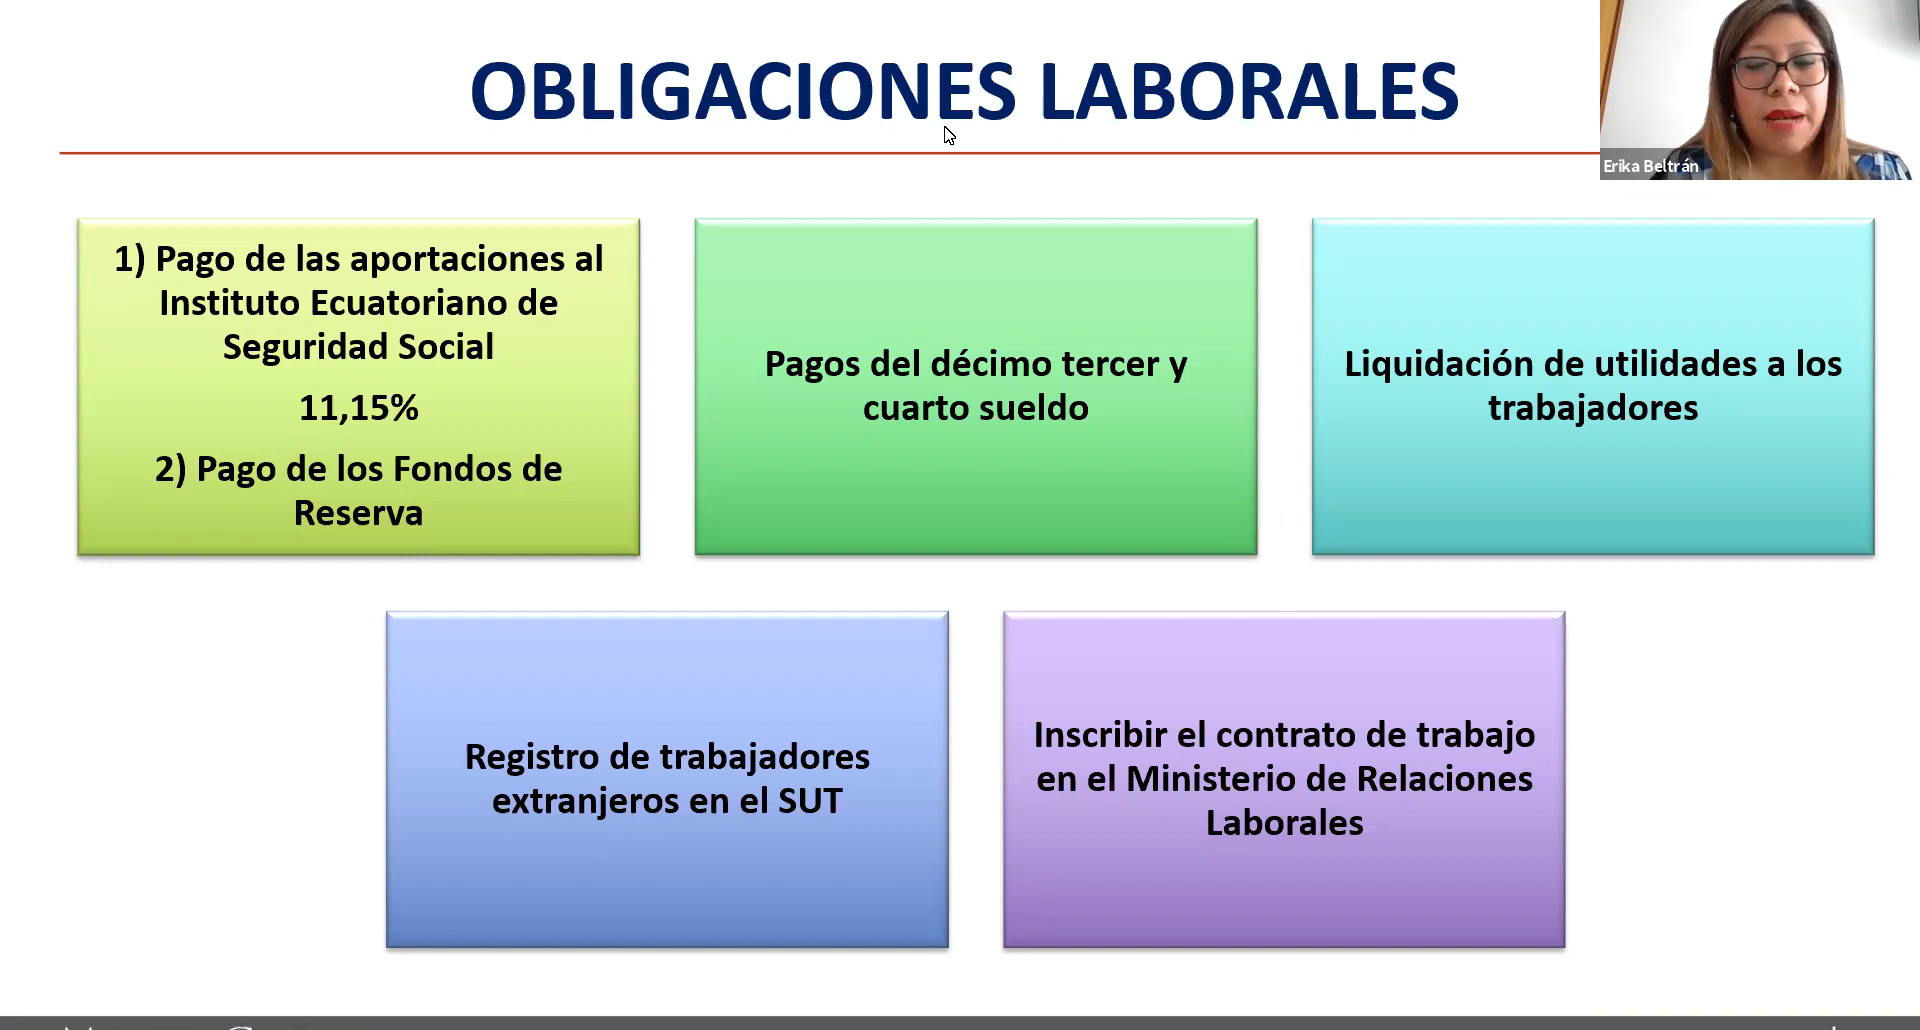 OBLIGACIONES LABORALES
Erika Beltrán
1) Pago de las aportaciones al
Instituto Ecuatoriano de
Seguridad Social
11,15%
2) Pago de los Fondos de
Reserva
Pagos del décimo tercer y
cuarto sueldo
Liquidación de utilidades a los
trabajadores
Registro de trabajadores
extranjeros en el SUT
Inscribir el contrato de trabajo
en el Ministerio de Relaciones
Laborales